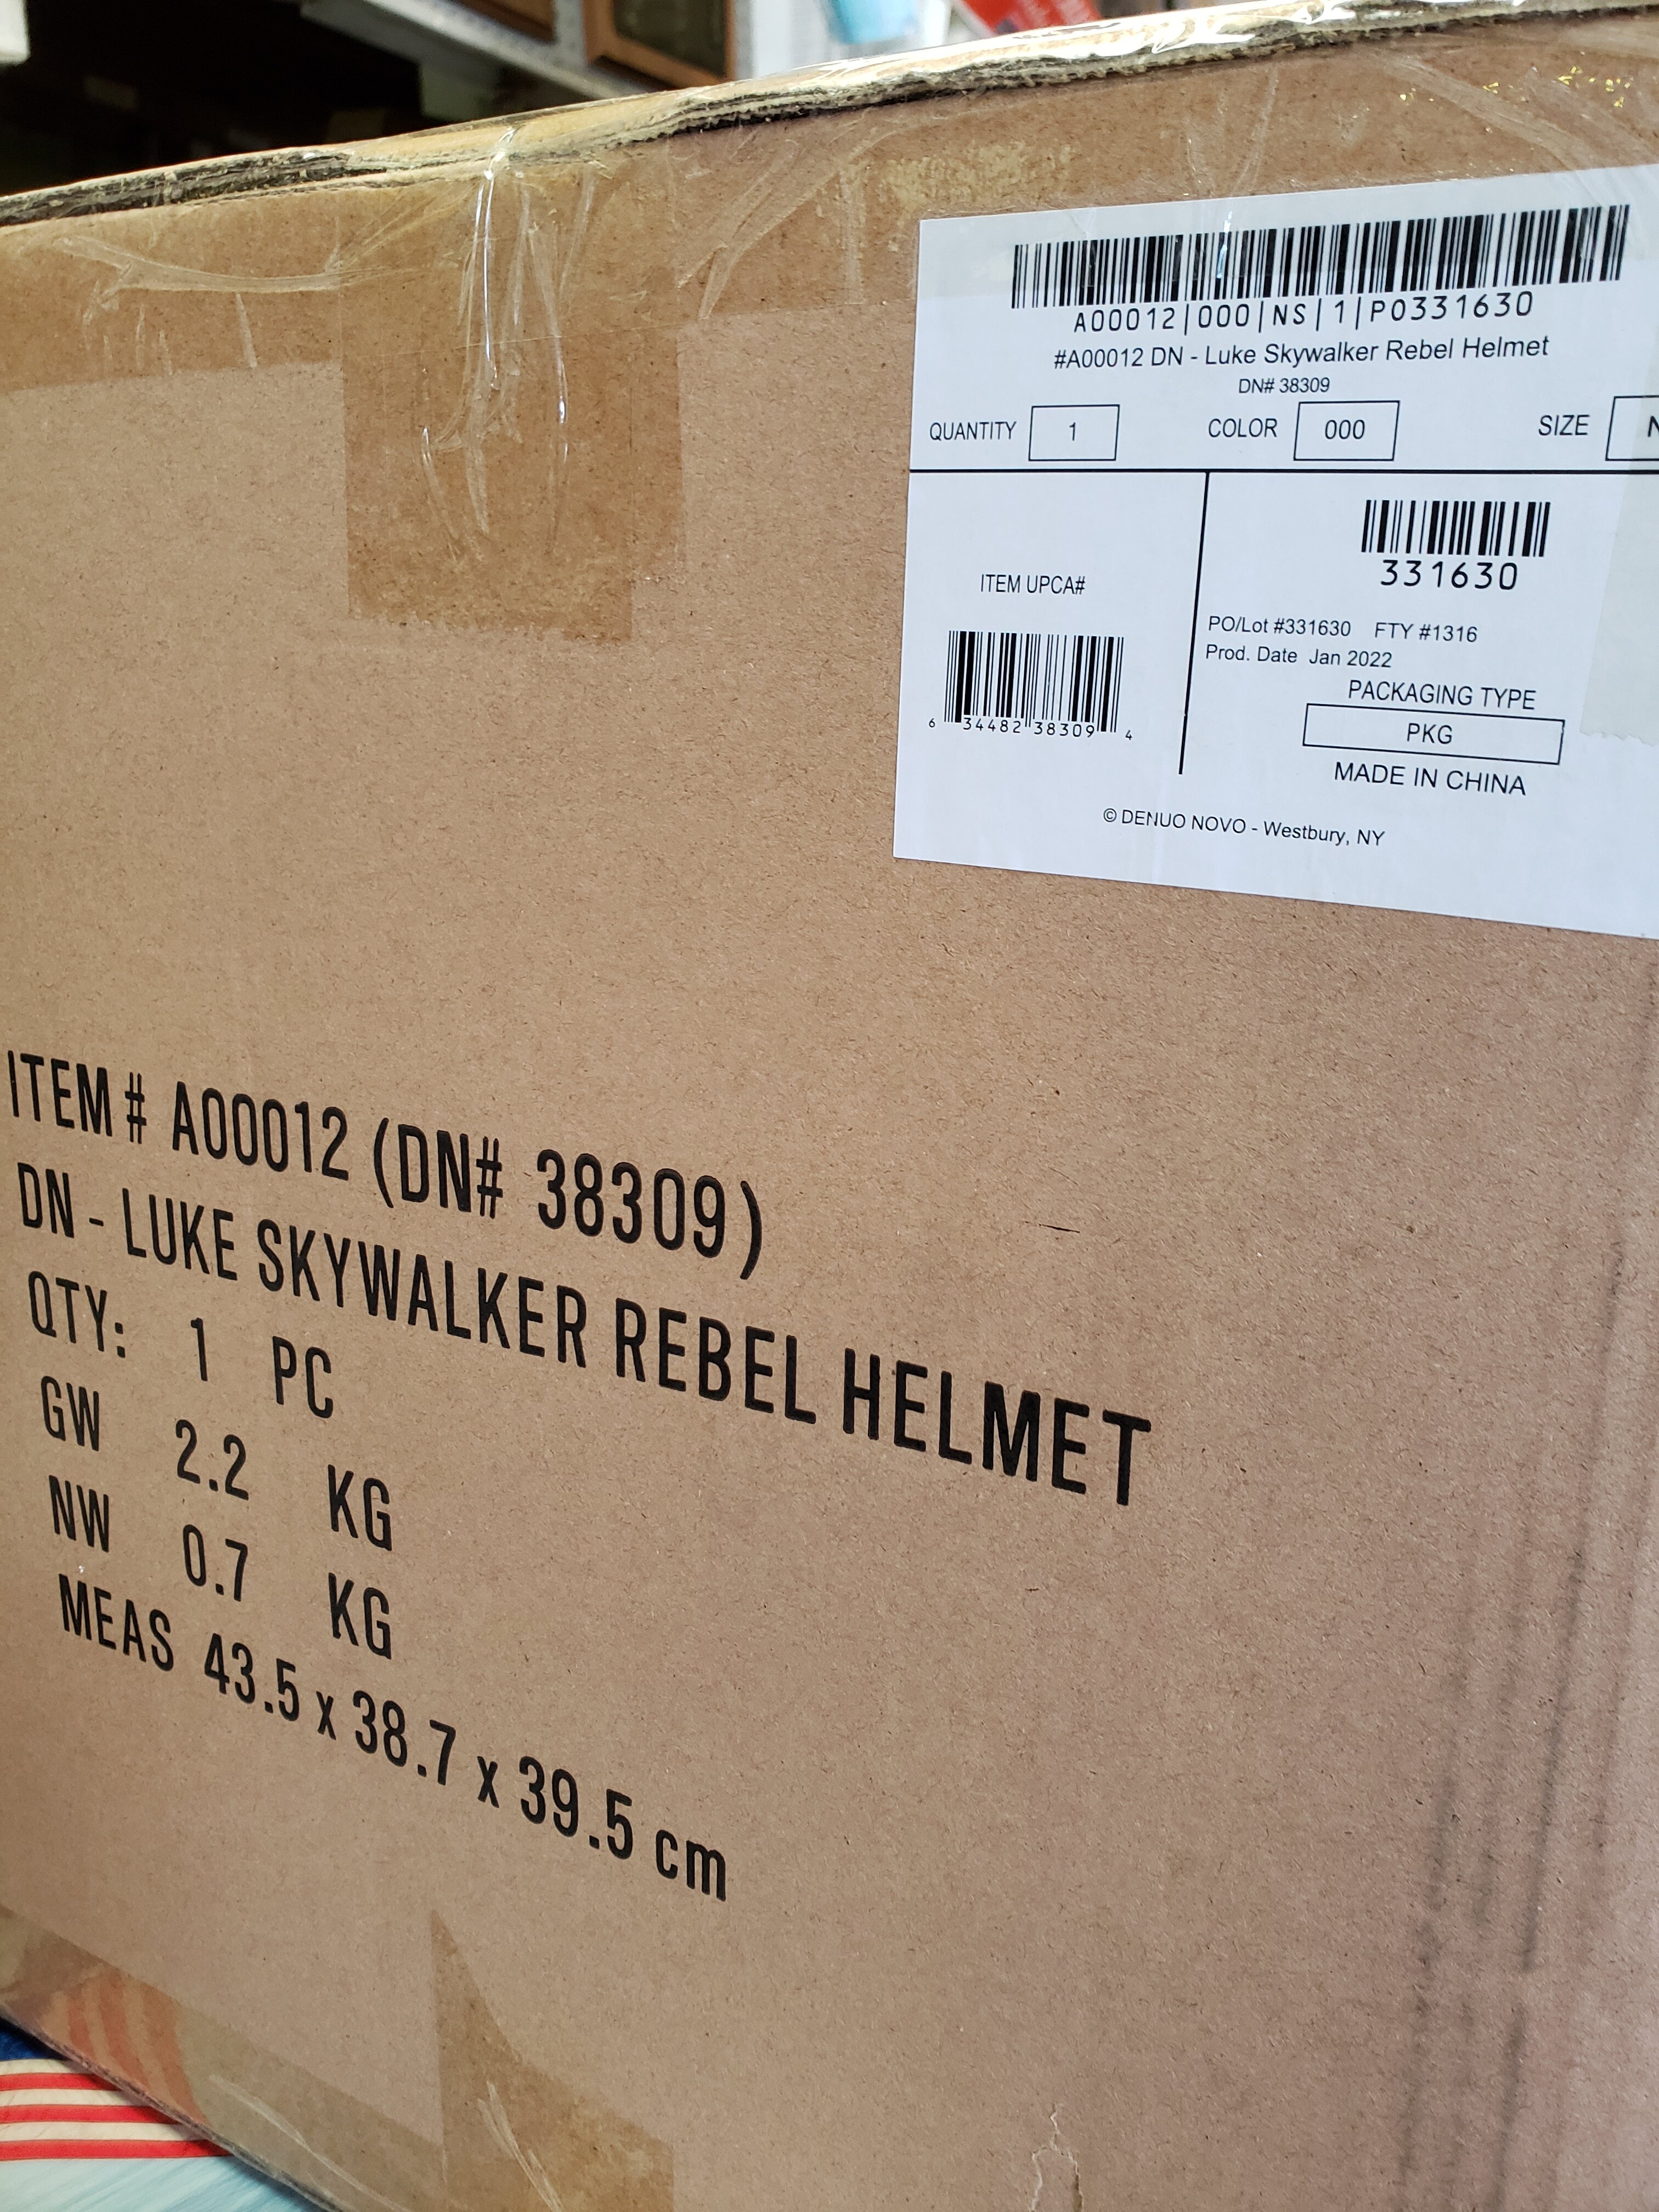 A00012|000|NS|1|P0331630
#A00012 DN - Luke Skywalker Rebel Helmet
DN# 38309
QUANTITY 1 COLOR 000 SIZE
331630
ITEM UPCA#
PO/Lot #331630 FTY #1316
Prod. Date Jan 2022
PACKAGING TYPE
PKG
6 34482 38309 4
MADE IN CHINA
© DENUO NOVO - Westbury, NY
ITEM # A00012 (DN# 38309)
DN - LUKE SKYWALKER REBEL HELMET
QTY: 1 PC
GW 2.2 KG
NW 0.7 KG
MEAS 43.5 x 38.7 x 39.5 cm